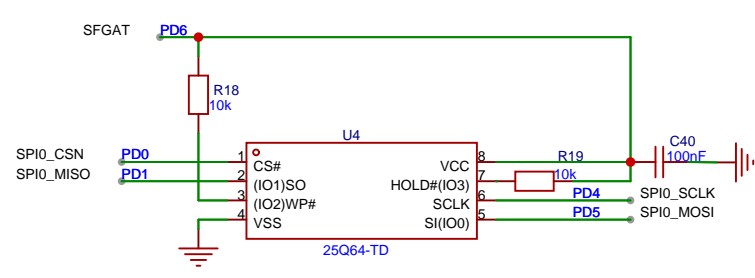 SFGAT PD6
R18
10k
U4
SPI0_CSN PD0 1 CS# VCC 8 R19 C40
100nF
SPI0_MISO PD1 2 (IO1)SO HOLD#(IO3) 7 10k
3 (IO2)WP# SCLK 6 PD4 SPI0_SCLK
4 VSS SI(IO0) 5 PD5 SPI0_MOSI
25Q64-TD